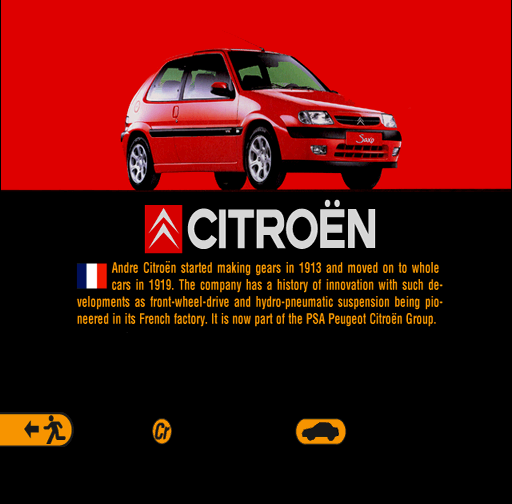 Saxo
CITROËN
Andre Citroën started making gears in 1913 and moved on to whole
cars in 1919. The company has a history of innovation with such de-
velopments as front-wheel-drive and hydro-pneumatic suspension being pio-
neered in its French factory. It is now part of the PSA Peugeot Citroën Group.
Cr